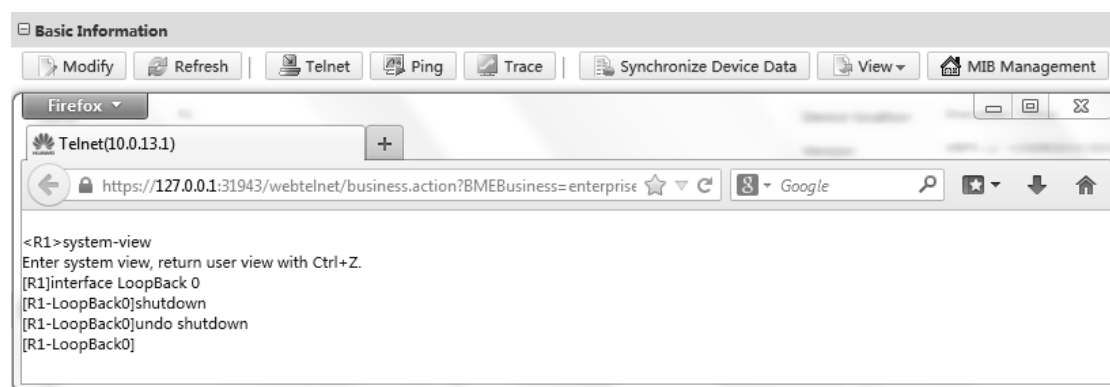 Basic Information
Modify Refresh Telnet Ping Trace Synchronize Device Data View MIB Management
Firefox
Telnet(10.0.13.1)
https://127.0.0.1:31943/webtelnet/business.action?BMEBusiness=enterprise Google
<R1>system-view
Enter system view, return user view with Ctrl+Z.
[R1]interface LoopBack 0
[R1-LoopBack0]shutdown
[R1-LoopBack0]undo shutdown
[R1-LoopBack0]